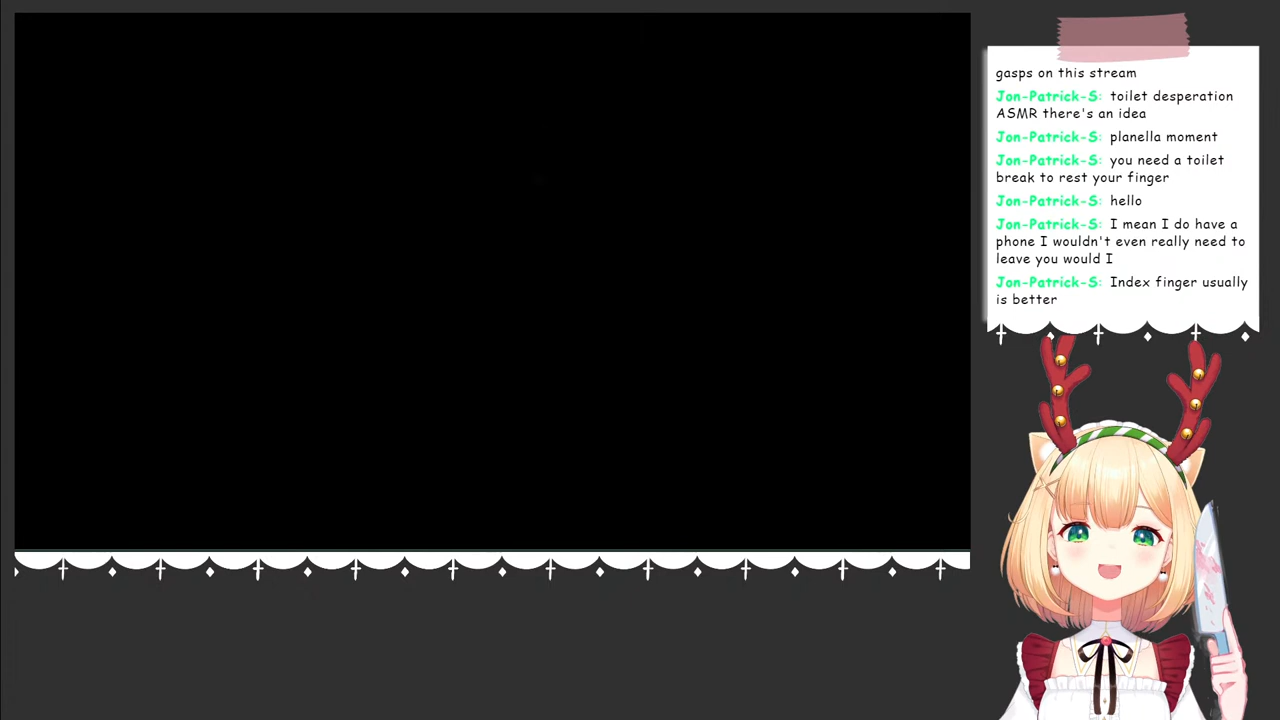 gasps on this stream
Jon-Patrick-S: toilet desperation
ASMR there's an idea
Jon-Patrick-S: planella moment
Jon-Patrick-S: you need a toilet
break to rest your finger
Jon-Patrick-S: hello
Jon-Patrick-S: I mean I do have a
phone I wouldn't even really need to
leave you would I
Jon-Patrick-S: Index finger usually
is better